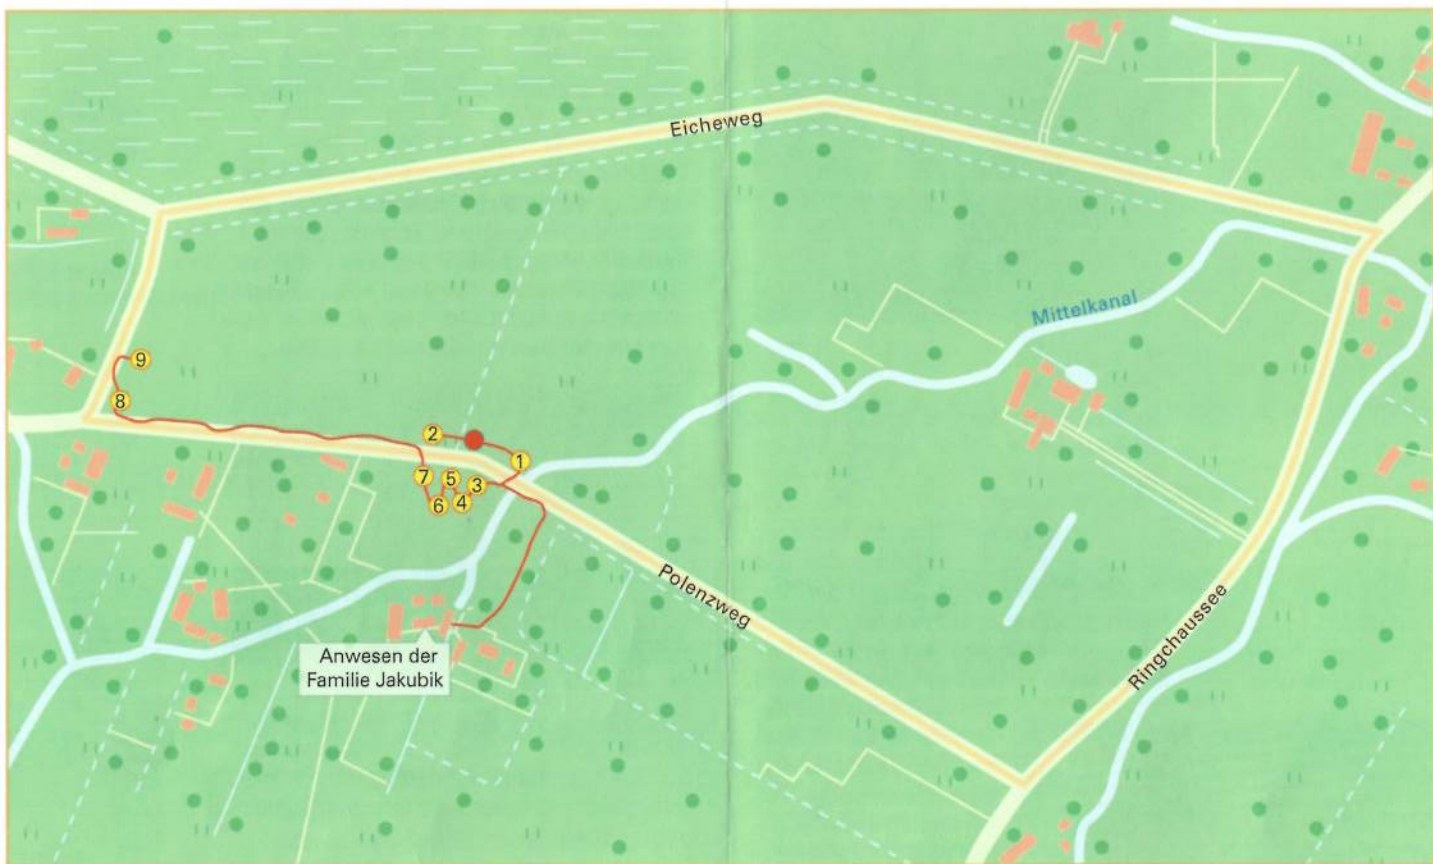 Eicheweg
Mittelkanal
9
8
2
1
7
5
3
6
4
Polenzweg
Ringchaussee
Anwesen der
Familie Jakubik